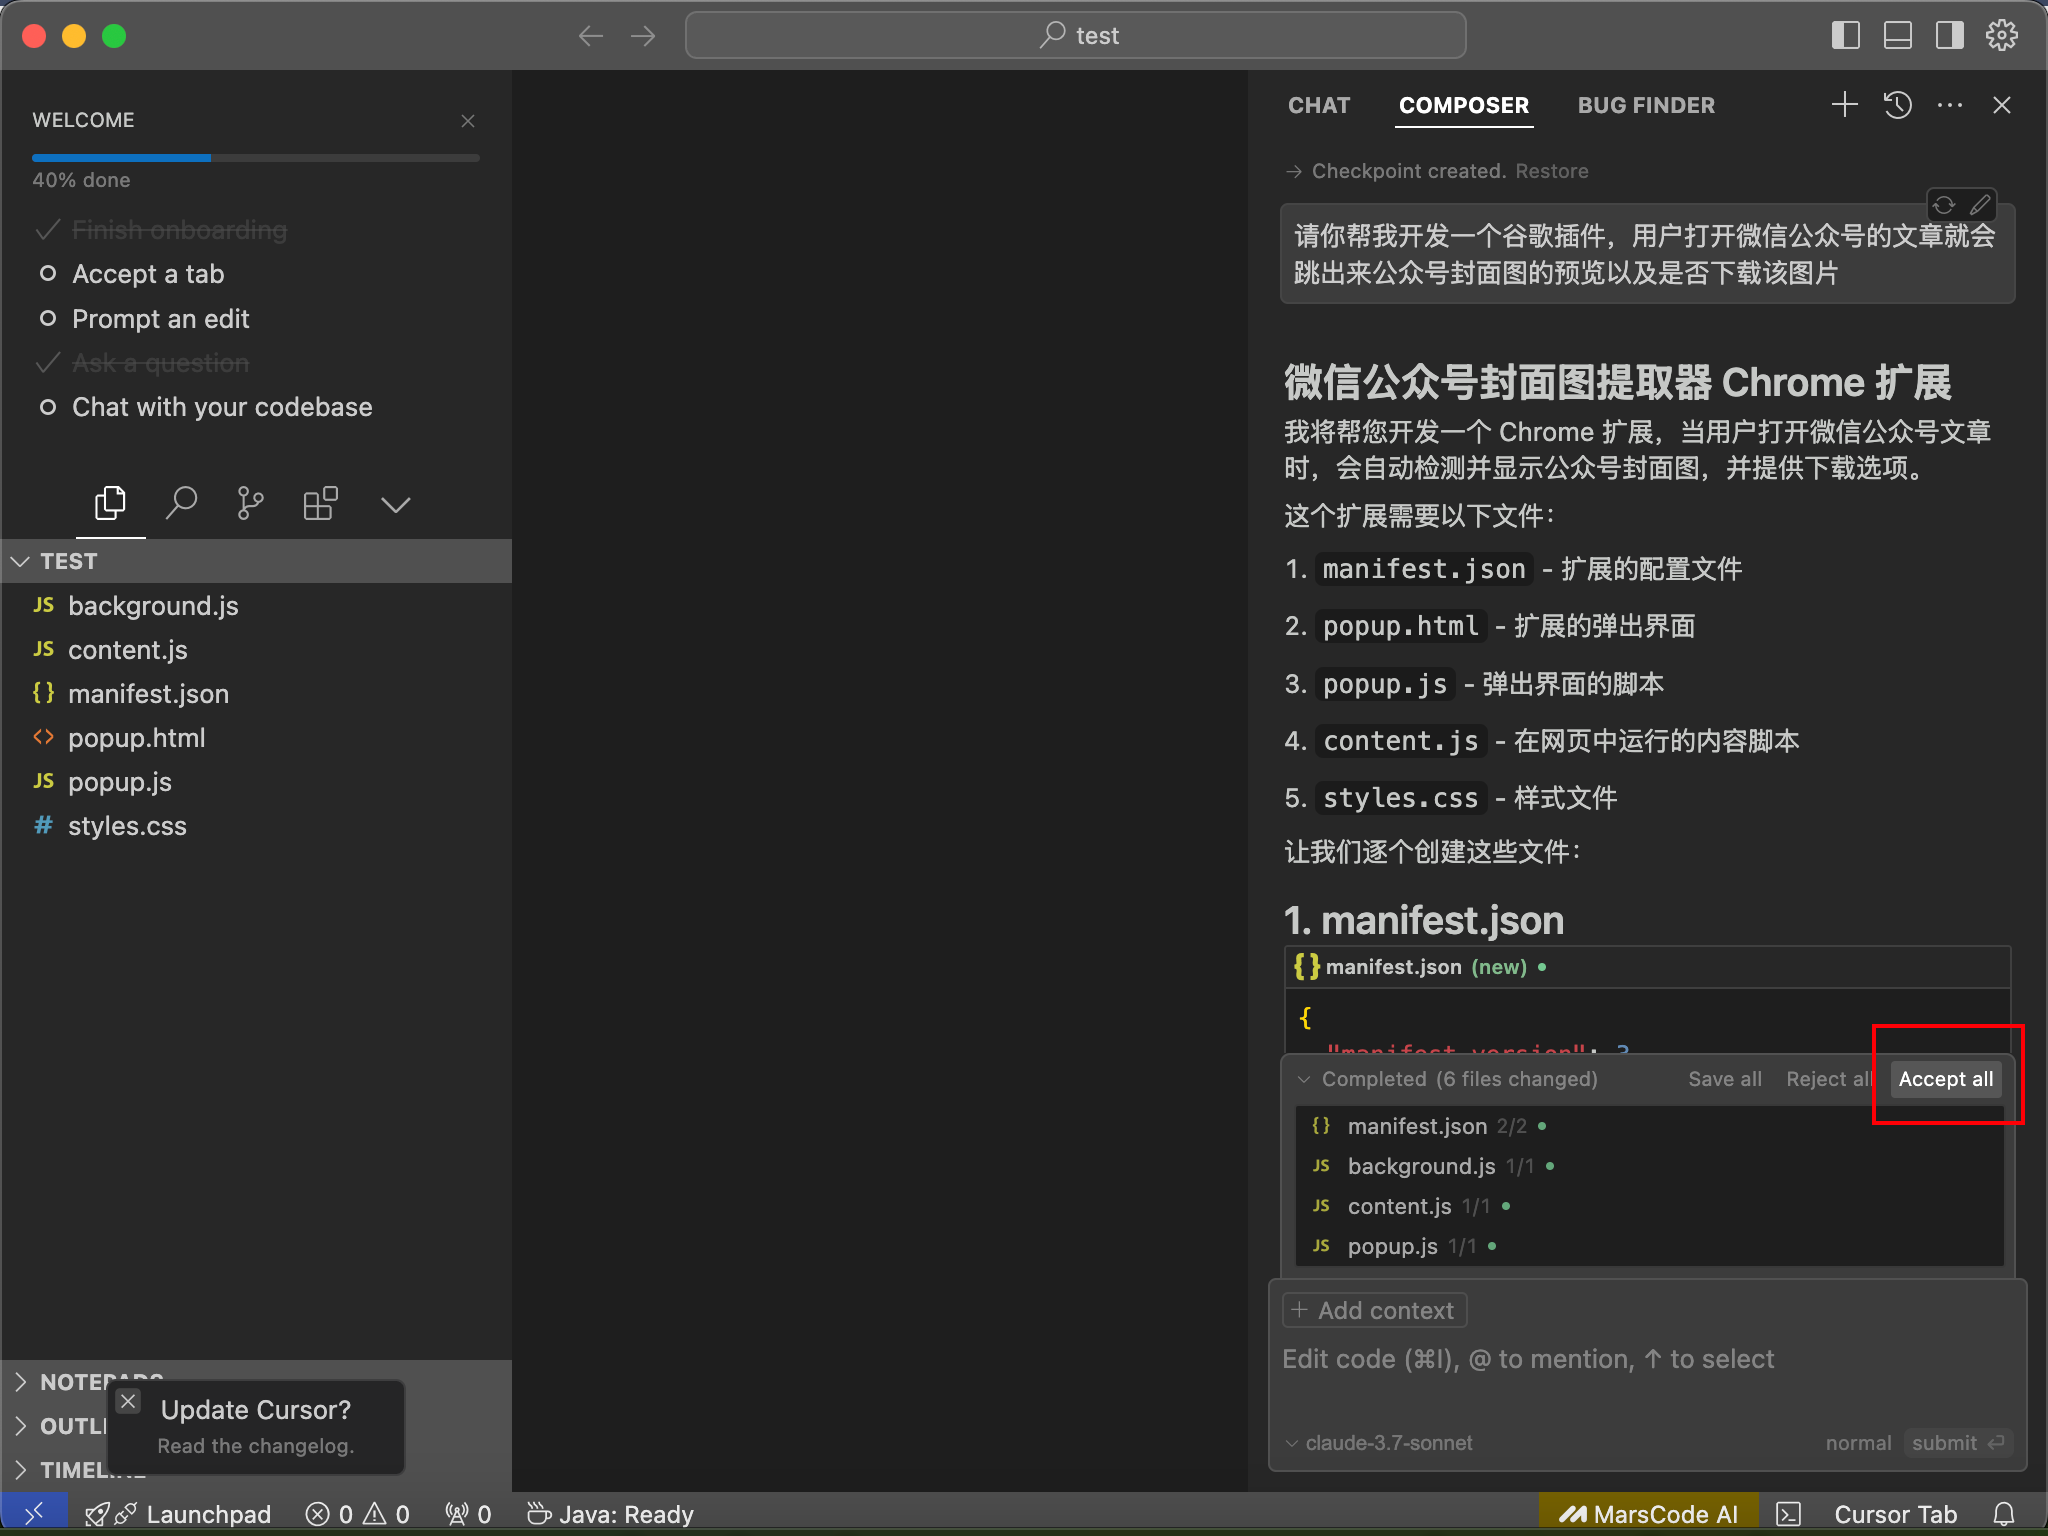 test
WELCOME
40% done
Finish onboarding
Accept a tab
Prompt an edit
Ask a question
Chat with your codebase
TEST
JS background.js
JS content.js
{} manifest.json
<> popup.html
JS popup.js
# styles.css
NOTEPADS
OUTLI
TIMELINE
Update Cursor?
Read the changelog.
CHAT COMPOSER BUG FINDER
Checkpoint created. Restore
请你帮我开发一个谷歌插件，用户打开微信公众号的文章就会
跳出来公众号封面图的预览以及是否下载该图片
微信公众号封面图提取器 Chrome 扩展
我将帮您开发一个 Chrome 扩展，当用户打开微信公众号文章
时，会自动检测并显示公众号封面图，并提供下载选项。
这个扩展需要以下文件：
1. manifest.json - 扩展的配置文件
2. popup.html - 扩展的弹出界面
3. popup.js - 弹出界面的脚本
4. content.js - 在网页中运行的内容脚本
5. styles.css - 样式文件
让我们逐个创建这些文件：
1. manifest.json
{} manifest.json (new)
{
"manifest_version": 3
Completed (6 files changed) Save all Reject all Accept all
{} manifest.json 2/2
JS background.js 1/1
JS content.js 1/1
JS popup.js 1/1
+ Add context
Edit code (⌘I), @ to mention, ↑ to select
claude-3.7-sonnet normal submit
Launchpad 0 0 0 Java: Ready MarsCode AI Cursor Tab